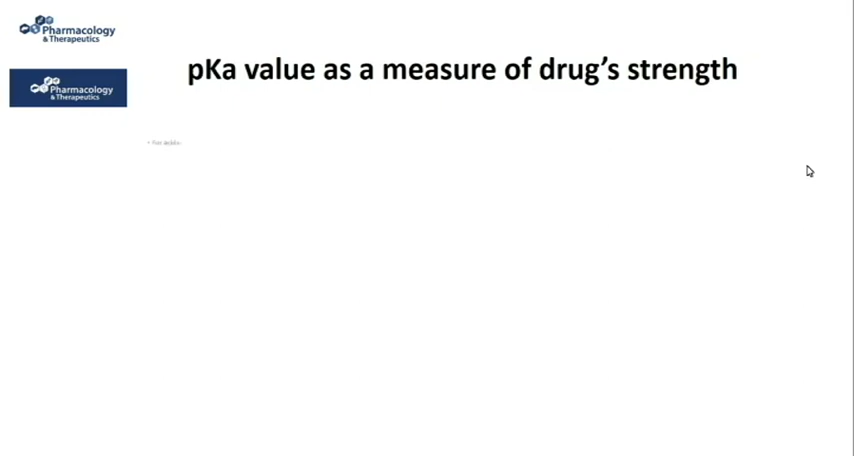 Pharmacology
& Therapeutics
pKa value as a measure of drug's strength
Pharmacology
& Therapeutics